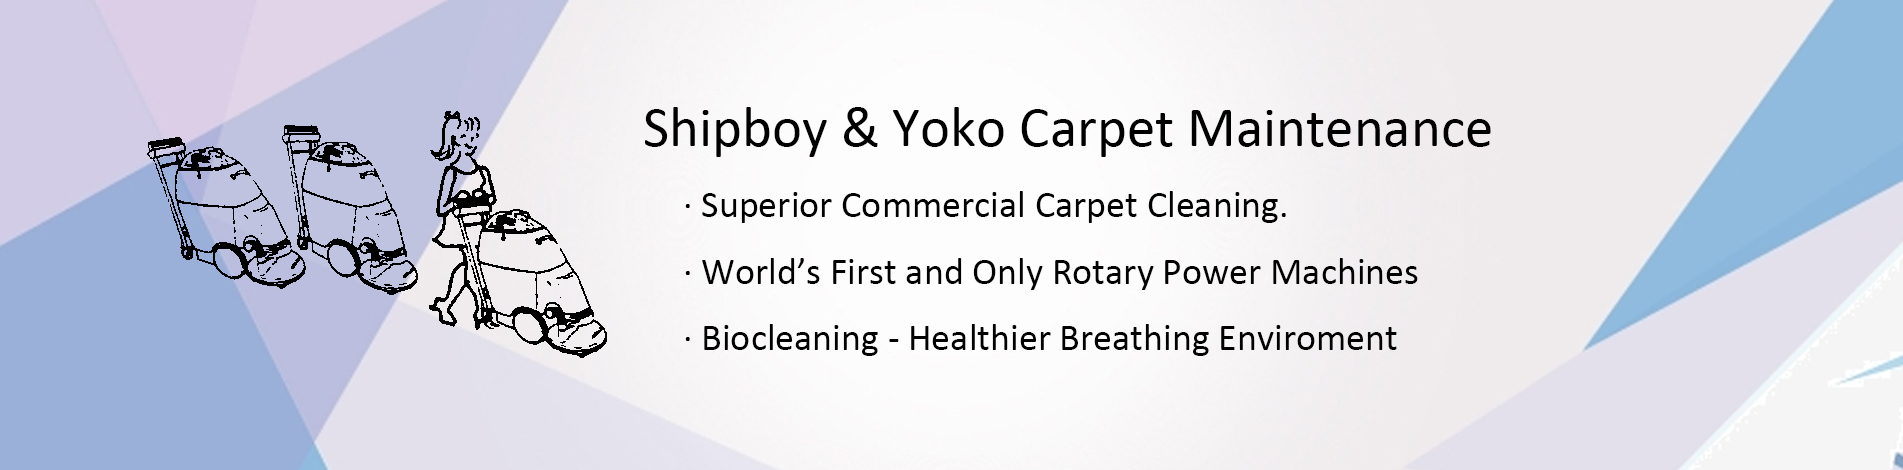 Shipboy & Yoko Carpet Maintenance
· Superior Commercial Carpet Cleaning.
· World’s First and Only Rotary Power Machines
· Biocleaning - Healthier Breathing Enviroment